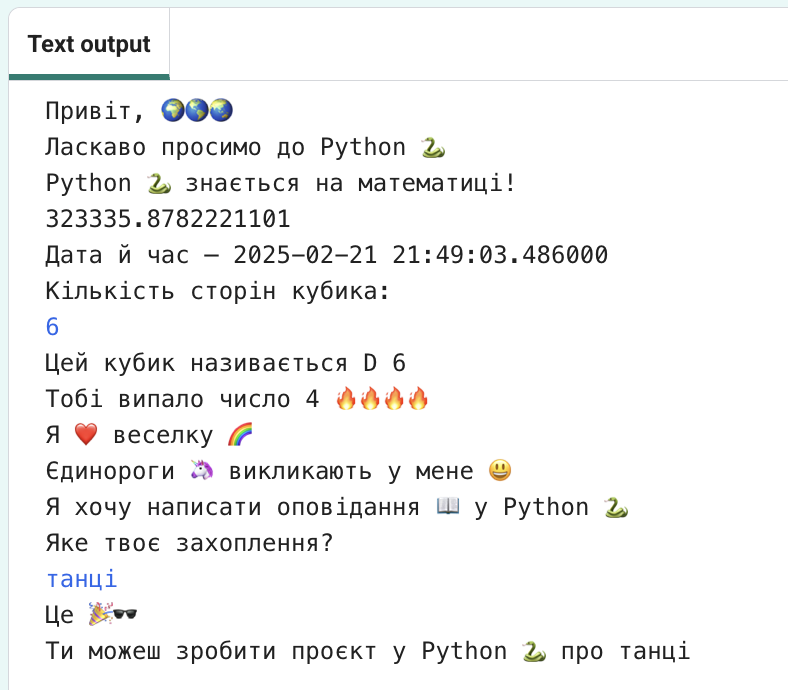 Text output
Привіт, 🌍🌎🌏
Ласкаво просимо до Python 🐍
Python 🐍 знається на математиці!
323335.8782221101
Дата й час — 2025-02-21 21:49:03.486000
Кількість сторін кубика:
6
Цей кубик називається D 6
Тобі випало число 4 🔥🔥🔥🔥
Я ❤️ веселку 🌈
Єдинороги 🦄 викликають у мене 😃
Я хочу написати оповідання 📖 у Python 🐍
Яке твоє захоплення?
танці
Це 🎉🕶️
Ти можеш зробити проєкт у Python 🐍 про танці